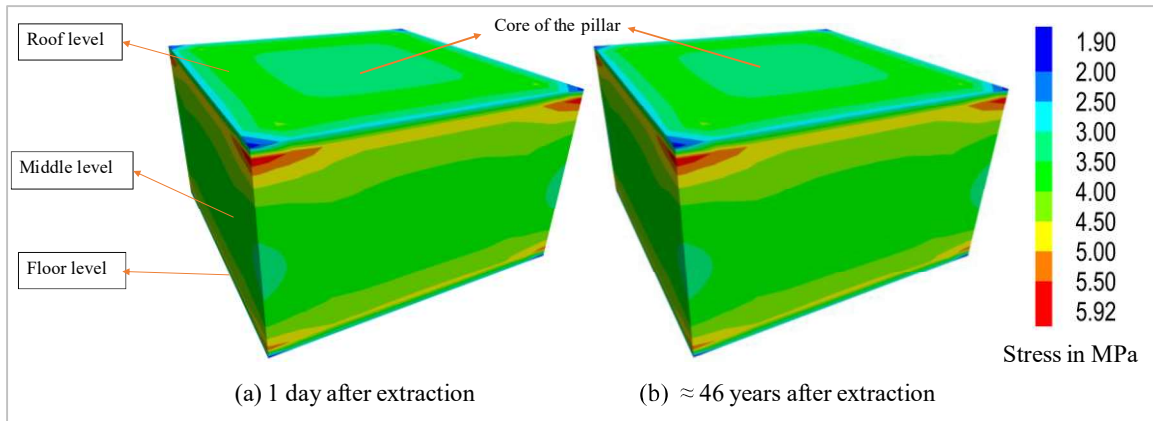 Roof level
Core of the pillar
Middle level
Floor level
1.90
2.00
2.50
3.00
3.50
4.00
4.50
5.00
5.50
5.92
Stress in MPa
(a) 1 day after extraction
(b) ≈ 46 years after extraction